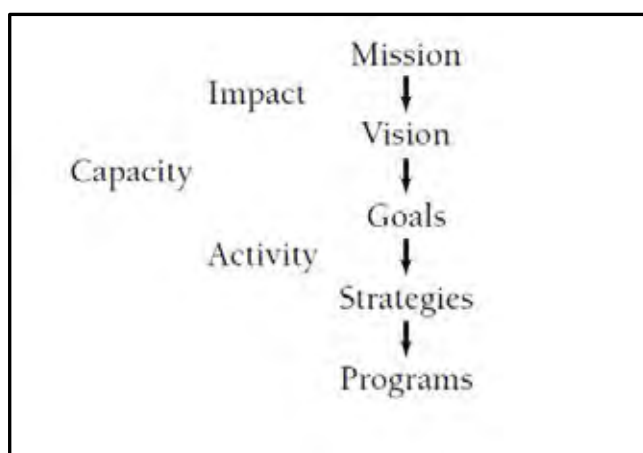 Mission
Impact
Vision
Capacity
Goals
Activity
Strategies
Programs